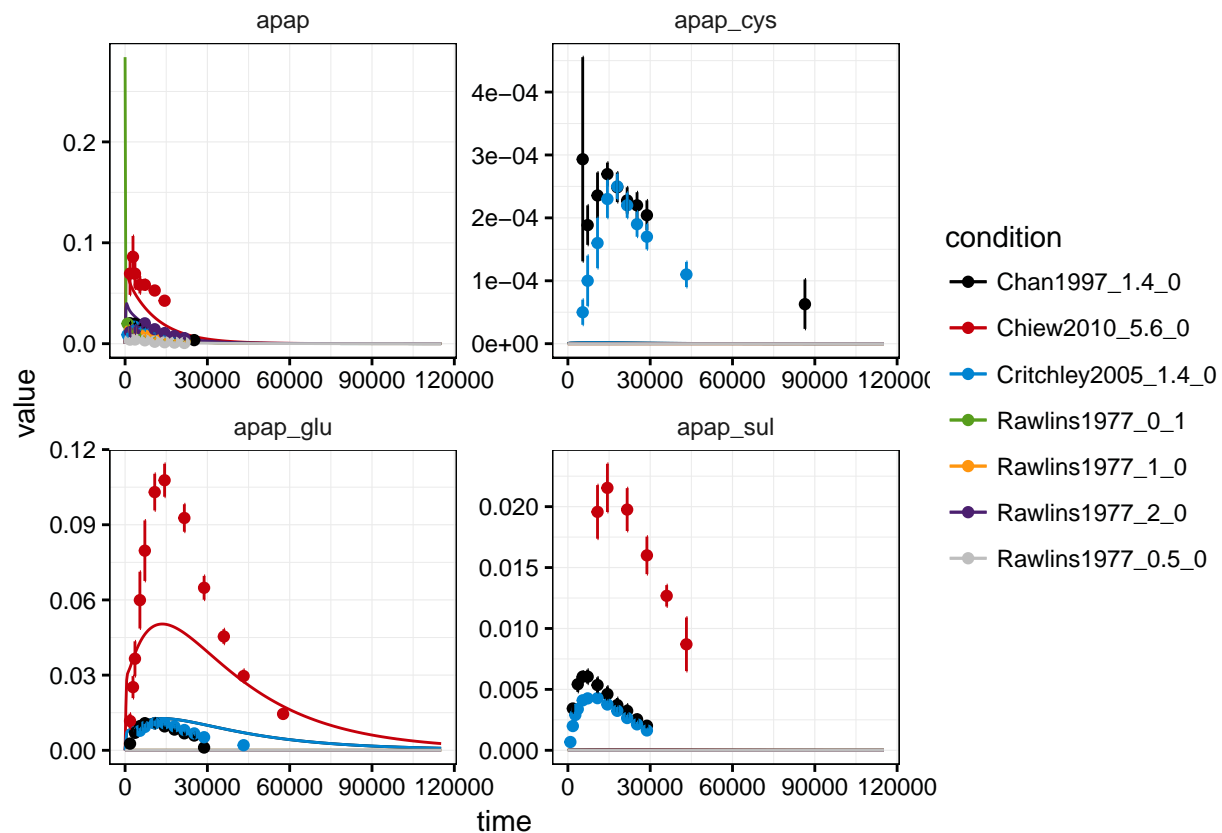 apap
apap_cys
0.2
0.1
0.0
0 30000 60000 90000 120000
4e−04
3e−04
2e−04
1e−04
0e+00
0 30000 60000 90000 120000
apap_glu
apap_sul
0.12
0.09
0.06
0.03
0.00
0 30000 60000 90000 120000
0.020
0.015
0.010
0.005
0.000
0 30000 60000 90000 120000
value
time
condition
Chan1997_1.4_0
Chiew2010_5.6_0
Critchley2005_1.4_0
Rawlins1977_0_1
Rawlins1977_1_0
Rawlins1977_2_0
Rawlins1977_0.5_0